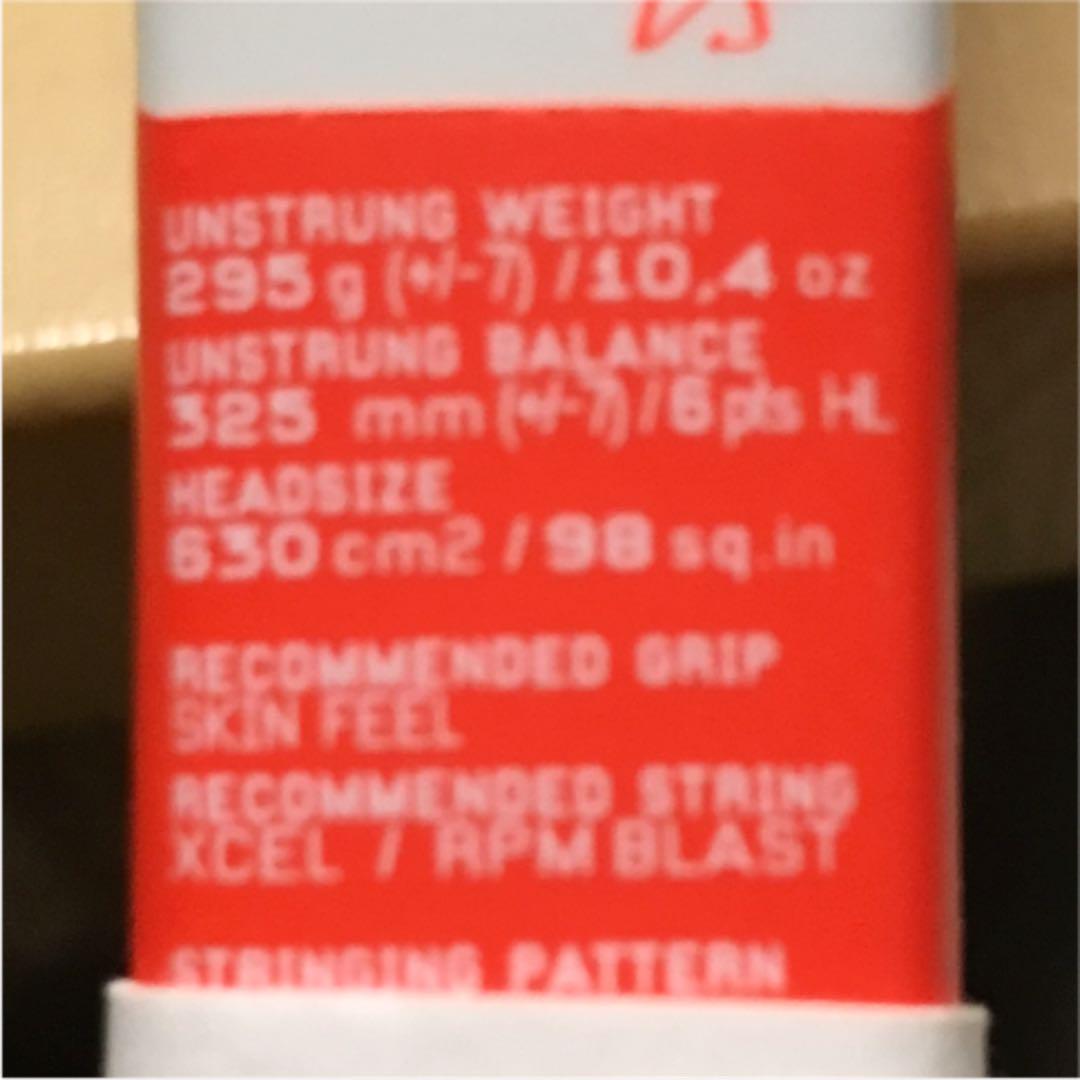 VS
UNSTRUNG WEIGHT
295 g (+/-7) / 10,4 oz
UNSTRUNG BALANCE
325 mm (+/-7) / 6 pts HL
HEADSIZE
630 cm2 / 98 sq.in
RECOMMENDED GRIP
SKIN FEEL
RECOMMENDED STRING
XCEL / RPM BLAST
STRINGING PATTERN